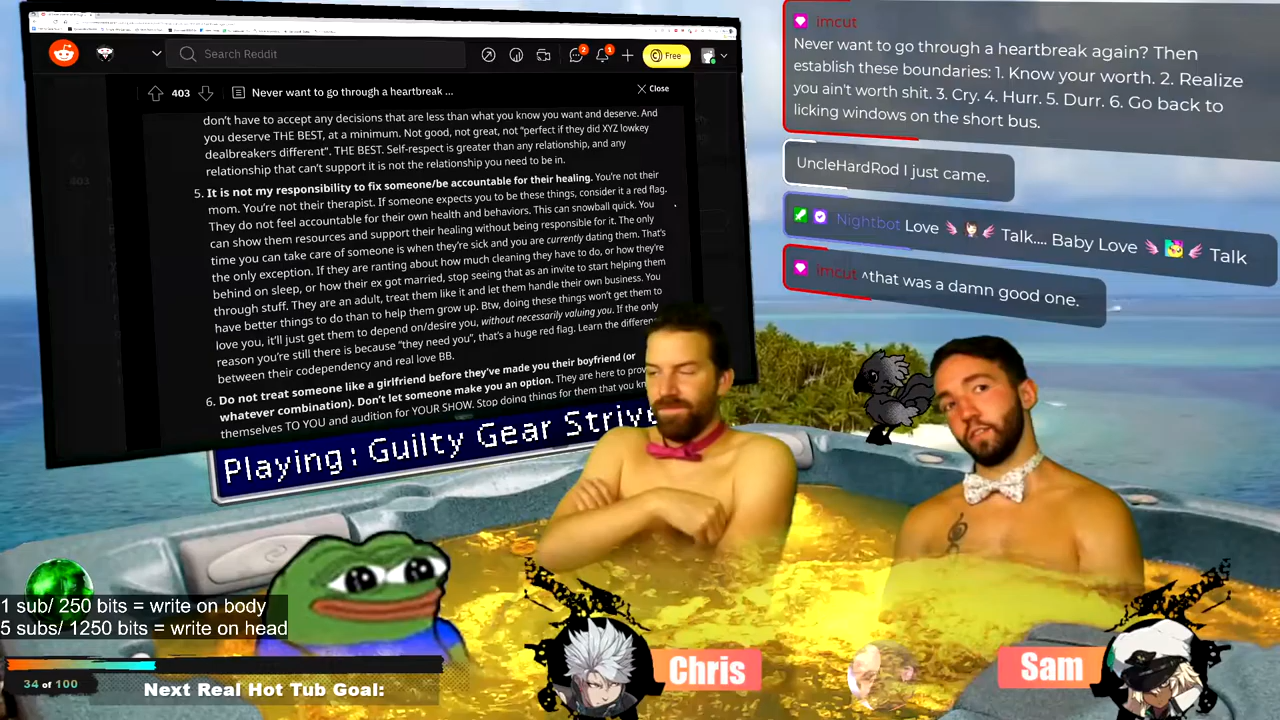 Search Reddit
2
1
Free
403
Never want to go through a heartbreak ...
Close
don't have to accept any decisions that are less than what you know you want and deserve. And
you deserve THE BEST, at a minimum. Not good, not great, not "perfect if they did XYZ lowkey
dealbreakers different". THE BEST. Self-respect is greater than any relationship, and any
relationship that can't support it is not the relationship you need to be in.
5. It is not my responsibility to fix someone/be accountable for their healing. You're not their
mom. You're not their therapist. If someone expects you to be these things, consider it a red flag.
They do not feel accountable for their own health and behaviors. This can snowball quick. You
can show them resources and support their healing without being responsible for it. The only
time you can take care of someone is when they're sick and you are currently dating them. That's
the only exception. If they are ranting about how much cleaning they have to do, or how they're
behind on sleep, or how their ex got married, stop seeing that as an invite to start helping them
through stuff. They are an adult, treat them like it and let them handle their own business. You
have better things to do than to help them grow up. Btw, doing these things won't get them to
love you, it'll just get them to depend on/desire you, without necessarily valuing you. If the only
reason you're still there is because "they need you", that's a huge red flag. Learn the
between their codependency and real love BB.
6. Do not treat someone like a girlfriend before they've made you their boyfriend (or
whatever combination). Don't let someone make you an option. They are here to
themselves TO YOU and audition for YOUR SHOW. Stop doing things for them that you
Playing: Guilty Gear Strive
imcut
Never want to go through a heartbreak again? Then
establish these boundaries: 1. Know your worth. 2. Realize
you ain't worth shit. 3. Cry. 4. Hurr. 5. Durr. 6. Go back to
licking windows on the short bus.
UncleHardRod I just came.
Nightbot Love Talk.... Baby Love Talk
imcut ^that was a damn good one.
1 sub/ 250 bits = write on body
5 subs/ 1250 bits = write on head
34 of 100
Next Real Hot Tub Goal:
Chris
Sam